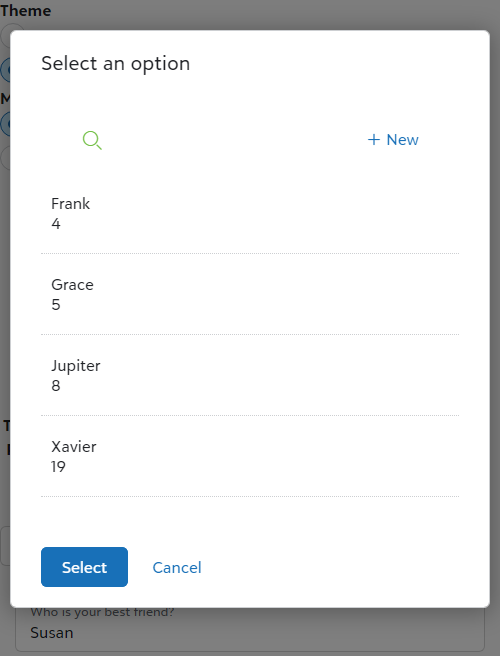 Theme
Select an option
+ New
Frank
4
Grace
5
Jupiter
8
Xavier
19
Select Cancel
Who is your best friend?
Susan